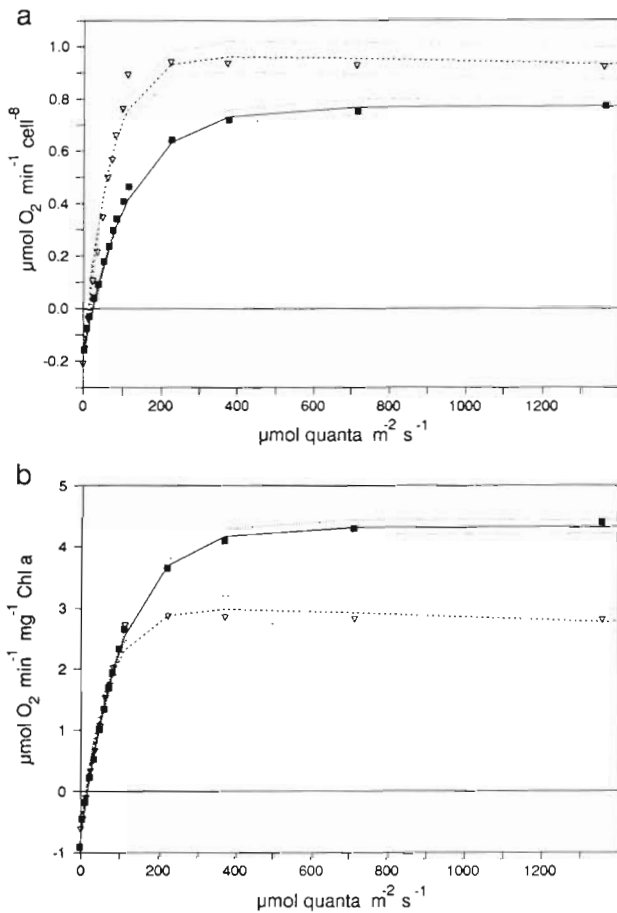 a
1.0
0.8
0.6
0.4
0.2
0.0
-0.2
µmol O₂ min⁻¹ cell⁻⁸
0 200 400 600 800 1000 1200
µmol quanta m⁻² s⁻¹
b
5
4
3
2
1
0
-1
µmol O₂ min⁻¹ mg⁻¹ Chl a
0 200 400 600 800 1000 1200
µmol quanta m⁻² s⁻¹